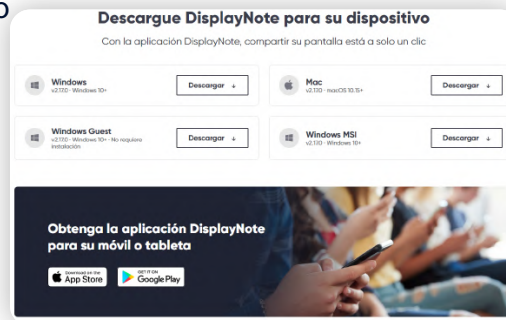 o
Descargue DisplayNote para su dispositivo
Con la aplicación DisplayNote, compartir su pantalla está a solo un clic
Windows
v2.17.0 · Windows 10+
Descargar ↓
Mac
v2.13.0 · macOS 10.15+
Descargar ↓
Windows Guest
v2.17.0 · Windows 10+ · No requiere
instalación
Descargar ↓
Windows MSI
v2.13.0 · Windows 10+
Descargar ↓
Obtenga la aplicación DisplayNote
para su móvil o tableta
Download on the
App Store
GET IT ON
Google Play